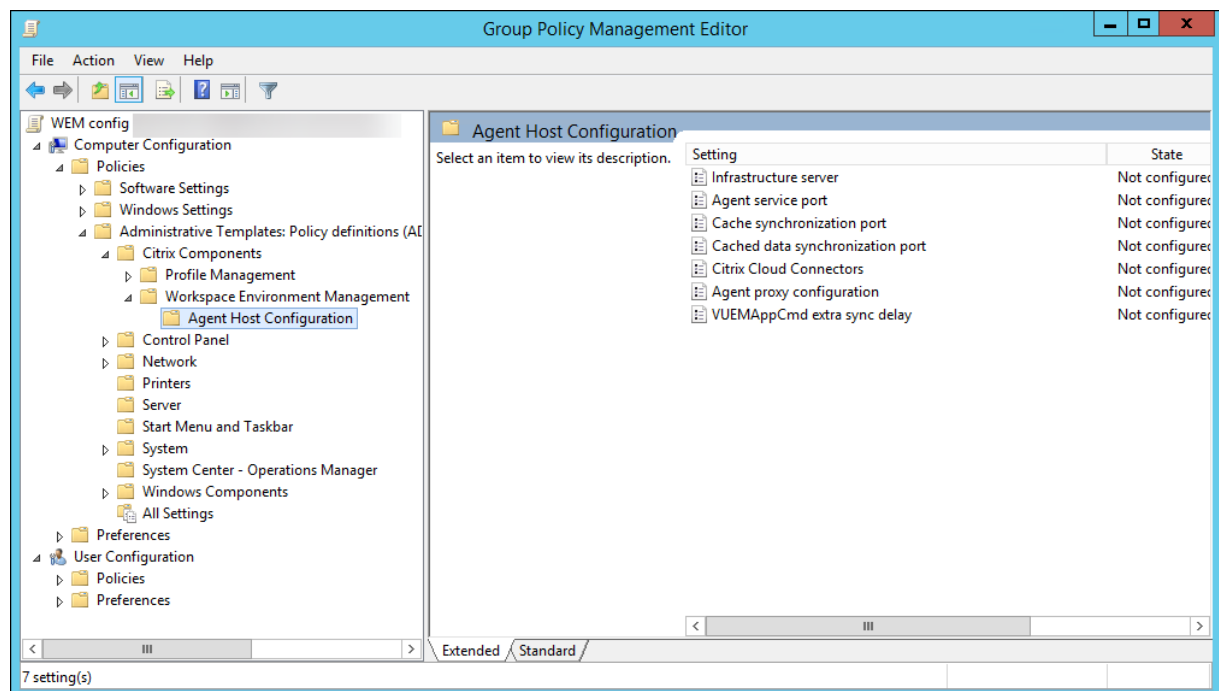 Group Policy Management Editor
File Action View Help
WEM config
Computer Configuration
Policies
Software Settings
Windows Settings
Administrative Templates: Policy definitions (AD
Citrix Components
Profile Management
Workspace Environment Management
Agent Host Configuration
Control Panel
Network
Printers
Server
Start Menu and Taskbar
System
System Center - Operations Manager
Windows Components
All Settings
Preferences
User Configuration
Policies
Preferences
Agent Host Configuration
Select an item to view its description.
Setting State
Infrastructure server Not configured
Agent service port Not configured
Cache synchronization port Not configured
Cached data synchronization port Not configured
Citrix Cloud Connectors Not configured
Agent proxy configuration Not configured
VUEMAppCmd extra sync delay Not configured
Extended Standard
7 setting(s)